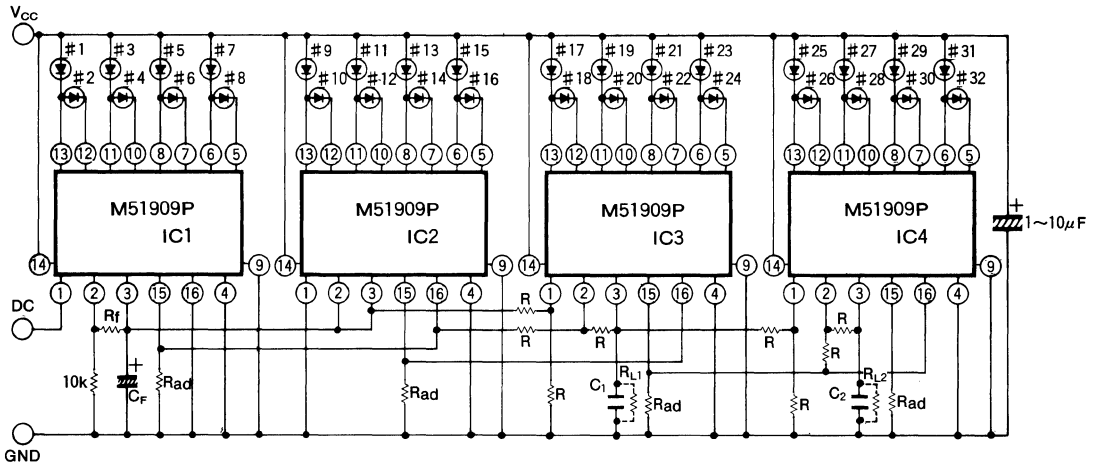 VCC
#1 #3 #5 #7 #9 #11 #13 #15 #17 #19 #21 #23 #25 #27 #29 #31
#2 #4 #6 #8 #10 #12 #14 #16 #18 #20 #22 #24 #26 #28 #30 #32
13 12 11 10 8 7 6 5 13 12 11 10 8 7 6 5 13 12 11 10 8 7 6 5 13 12 11 10 8 7 6 5
M51909P M51909P M51909P M51909P
IC1 IC2 IC3 IC4
+
1~10μF
14 9 14 9 14 9 14 9
1 2 3 15 16 4 1 2 3 15 16 4 1 2 3 15 16 4 1 2 3 15 16 4
DC
Rf R R R R R R
+
10k CF Rad Rad R C1 RL1 Rad R C2 RL2 Rad
GND